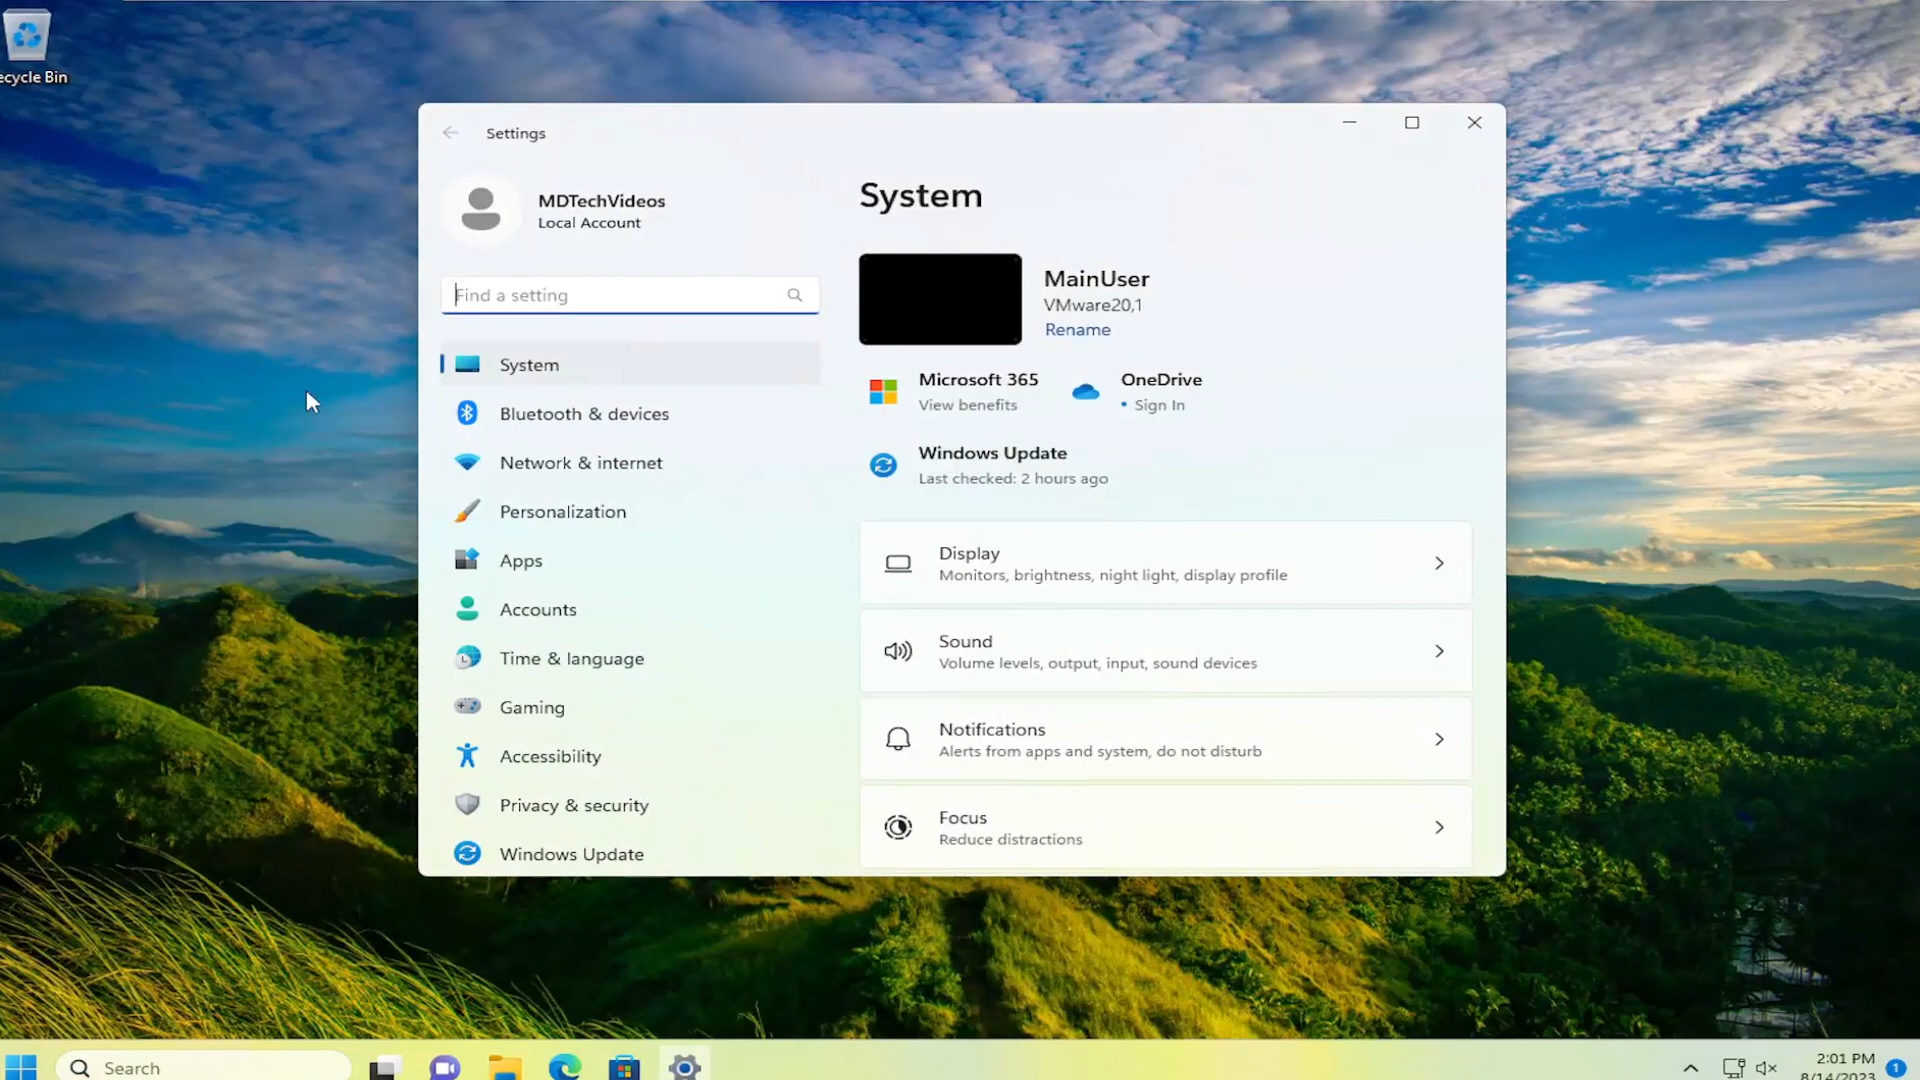 ecycle Bin
Settings
MDTechVideos
Local Account
Find a setting
System
Bluetooth & devices
Network & internet
Personalization
Apps
Accounts
Time & language
Gaming
Accessibility
Privacy & security
Windows Update
System
MainUser
VMware20,1
Rename
Microsoft 365
View benefits
OneDrive
• Sign In
Windows Update
Last checked: 2 hours ago
Display
Monitors, brightness, night light, display profile
Sound
Volume levels, output, input, sound devices
Notifications
Alerts from apps and system, do not disturb
Focus
Reduce distractions
Search
2:01 PM
8/14/2023
1